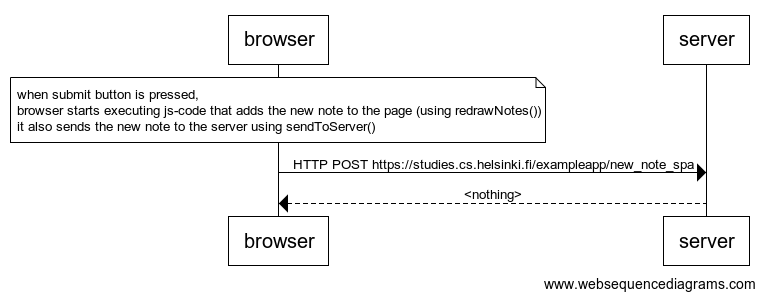 browser
server
when submit button is pressed,
browser starts executing js-code that adds the new note to the page (using redrawNotes())
it also sends the new note to the server using sendToServer()
HTTP POST https://studies.cs.helsinki.fi/exampleapp/new_note_spa
<nothing>
browser
server
www.websequencediagrams.com